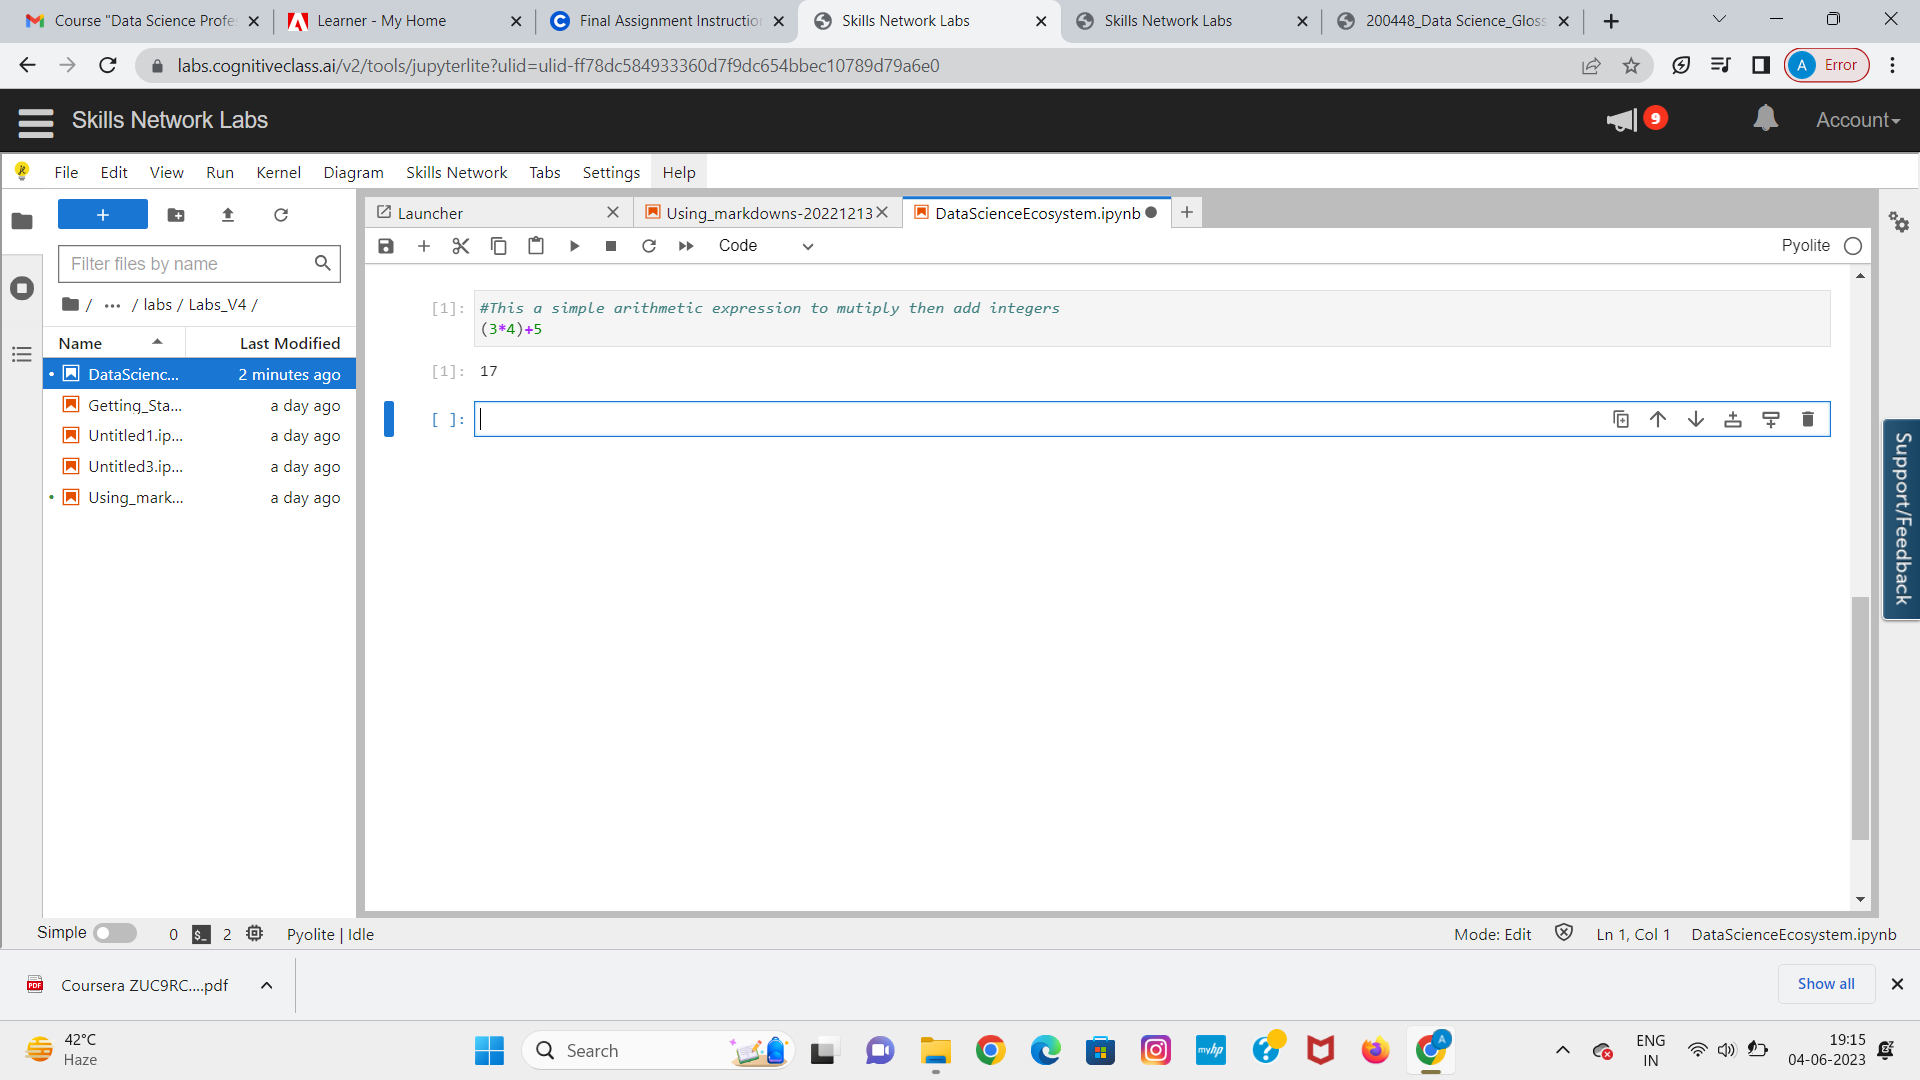 Course "Data Science Profe
Learner - My Home
Final Assignment Instructio
Skills Network Labs
Skills Network Labs
200448_Data Science_Gloss
labs.cognitiveclass.ai/v2/tools/jupyterlite?ulid=ulid-ff78dc584933360d7f9dc654bbec10789d79a6e0
A Error
Skills Network Labs
9
Account
File Edit View Run Kernel Diagram Skills Network Tabs Settings Help
Launcher
Using_markdowns-20221213
DataScienceEcosystem.ipynb
Filter files by name
Code
Pyolite
/ ... / labs / Labs_V4 /
Name Last Modified
DataScienc... 2 minutes ago
Getting_Sta... a day ago
Untitled1.ip... a day ago
Untitled3.ip... a day ago
Using_mark... a day ago
[1]: #This a simple arithmetic expression to mutiply then add integers
(3*4)+5
[1]: 17
[ ]:
Support/Feedback
Simple 0 $_ 2 Pyolite | Idle
Mode: Edit Ln 1, Col 1 DataScienceEcosystem.ipynb
PDF Coursera ZUC9RC....pdf
Show all
42°C
Haze
Search
myhp
A
ENG
IN
19:15
04-06-2023